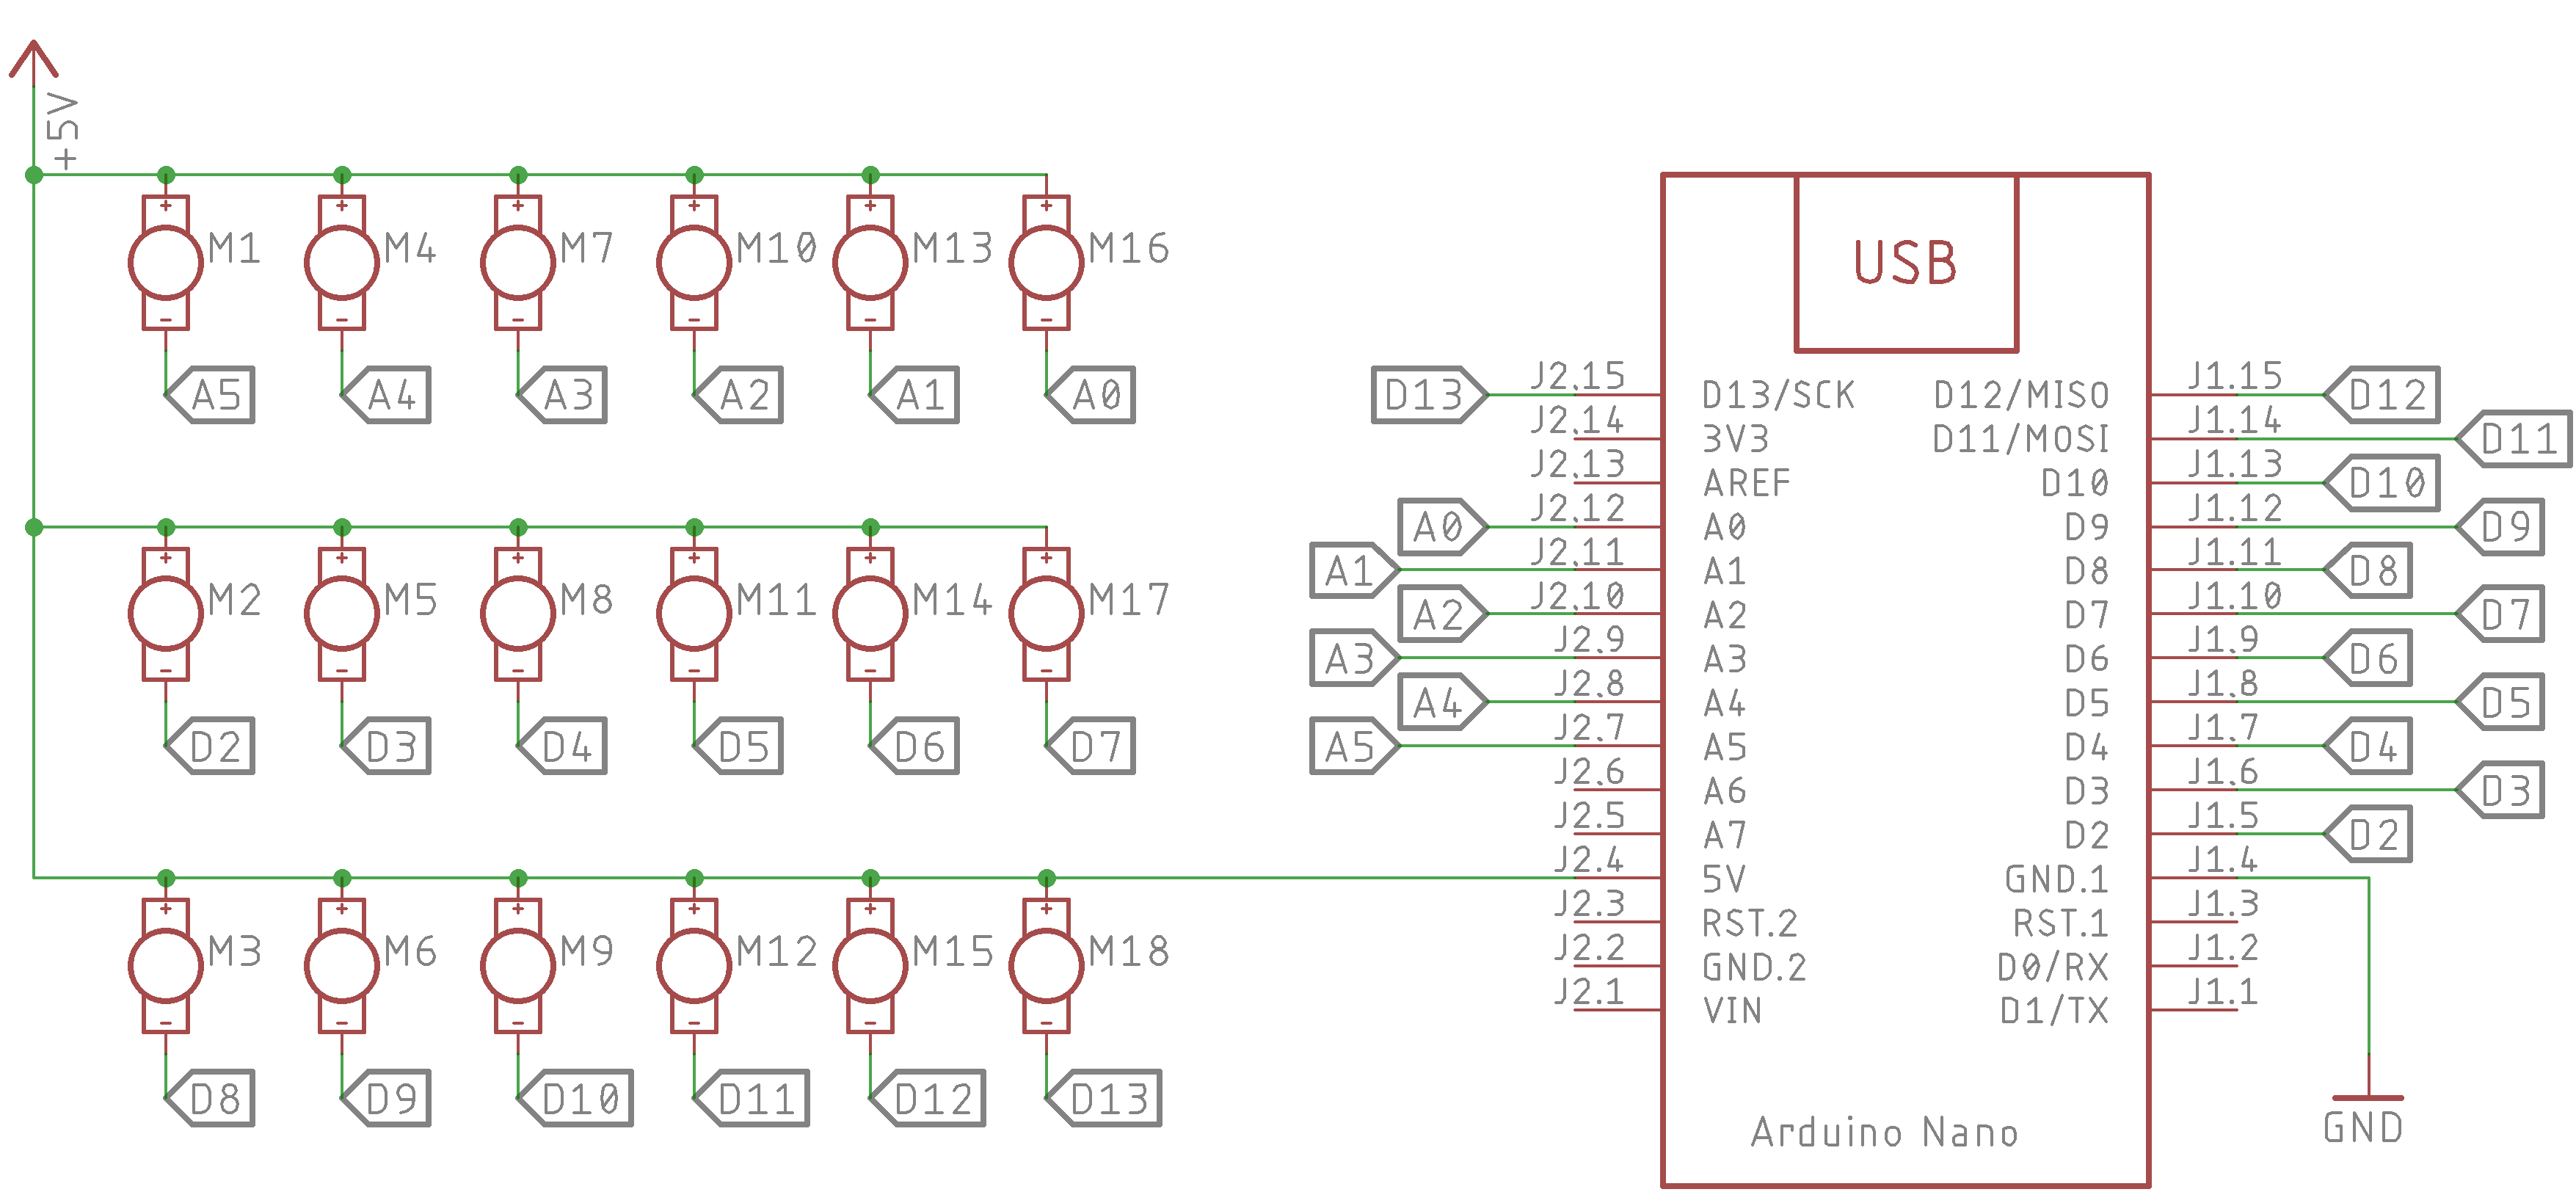 +5V
+ + + + + +
M1 M4 M7 M10 M13 M16
- - - - - -
A5 A4 A3 A2 A1 A0
+ + + + + +
M2 M5 M8 M11 M14 M17
- - - - - -
D2 D3 D4 D5 D6 D7
+ + + + + +
M3 M6 M9 M12 M15 M18
- - - - - -
D8 D9 D10 D11 D12 D13
USB
D13 J2.15 D13/SCK D12/MISO J1.15 D12
J2.14 3V3 D11/MOSI J1.14 D11
J2.13 AREF D10 J1.13 D10
A0 J2.12 A0 D9 J1.12 D9
A1 J2.11 A1 D8 J1.11 D8
A2 J2.10 A2 D7 J1.10 D7
A3 J2.9 A3 D6 J1.9 D6
A4 J2.8 A4 D5 J1.8 D5
A5 J2.7 A5 D4 J1.7 D4
J2.6 A6 D3 J1.6 D3
J2.5 A7 D2 J1.5 D2
J2.4 5V GND.1 J1.4
J2.3 RST.2 RST.1 J1.3
J2.2 GND.2 D0/RX J1.2
J2.1 VIN D1/TX J1.1
Arduino Nano
GND